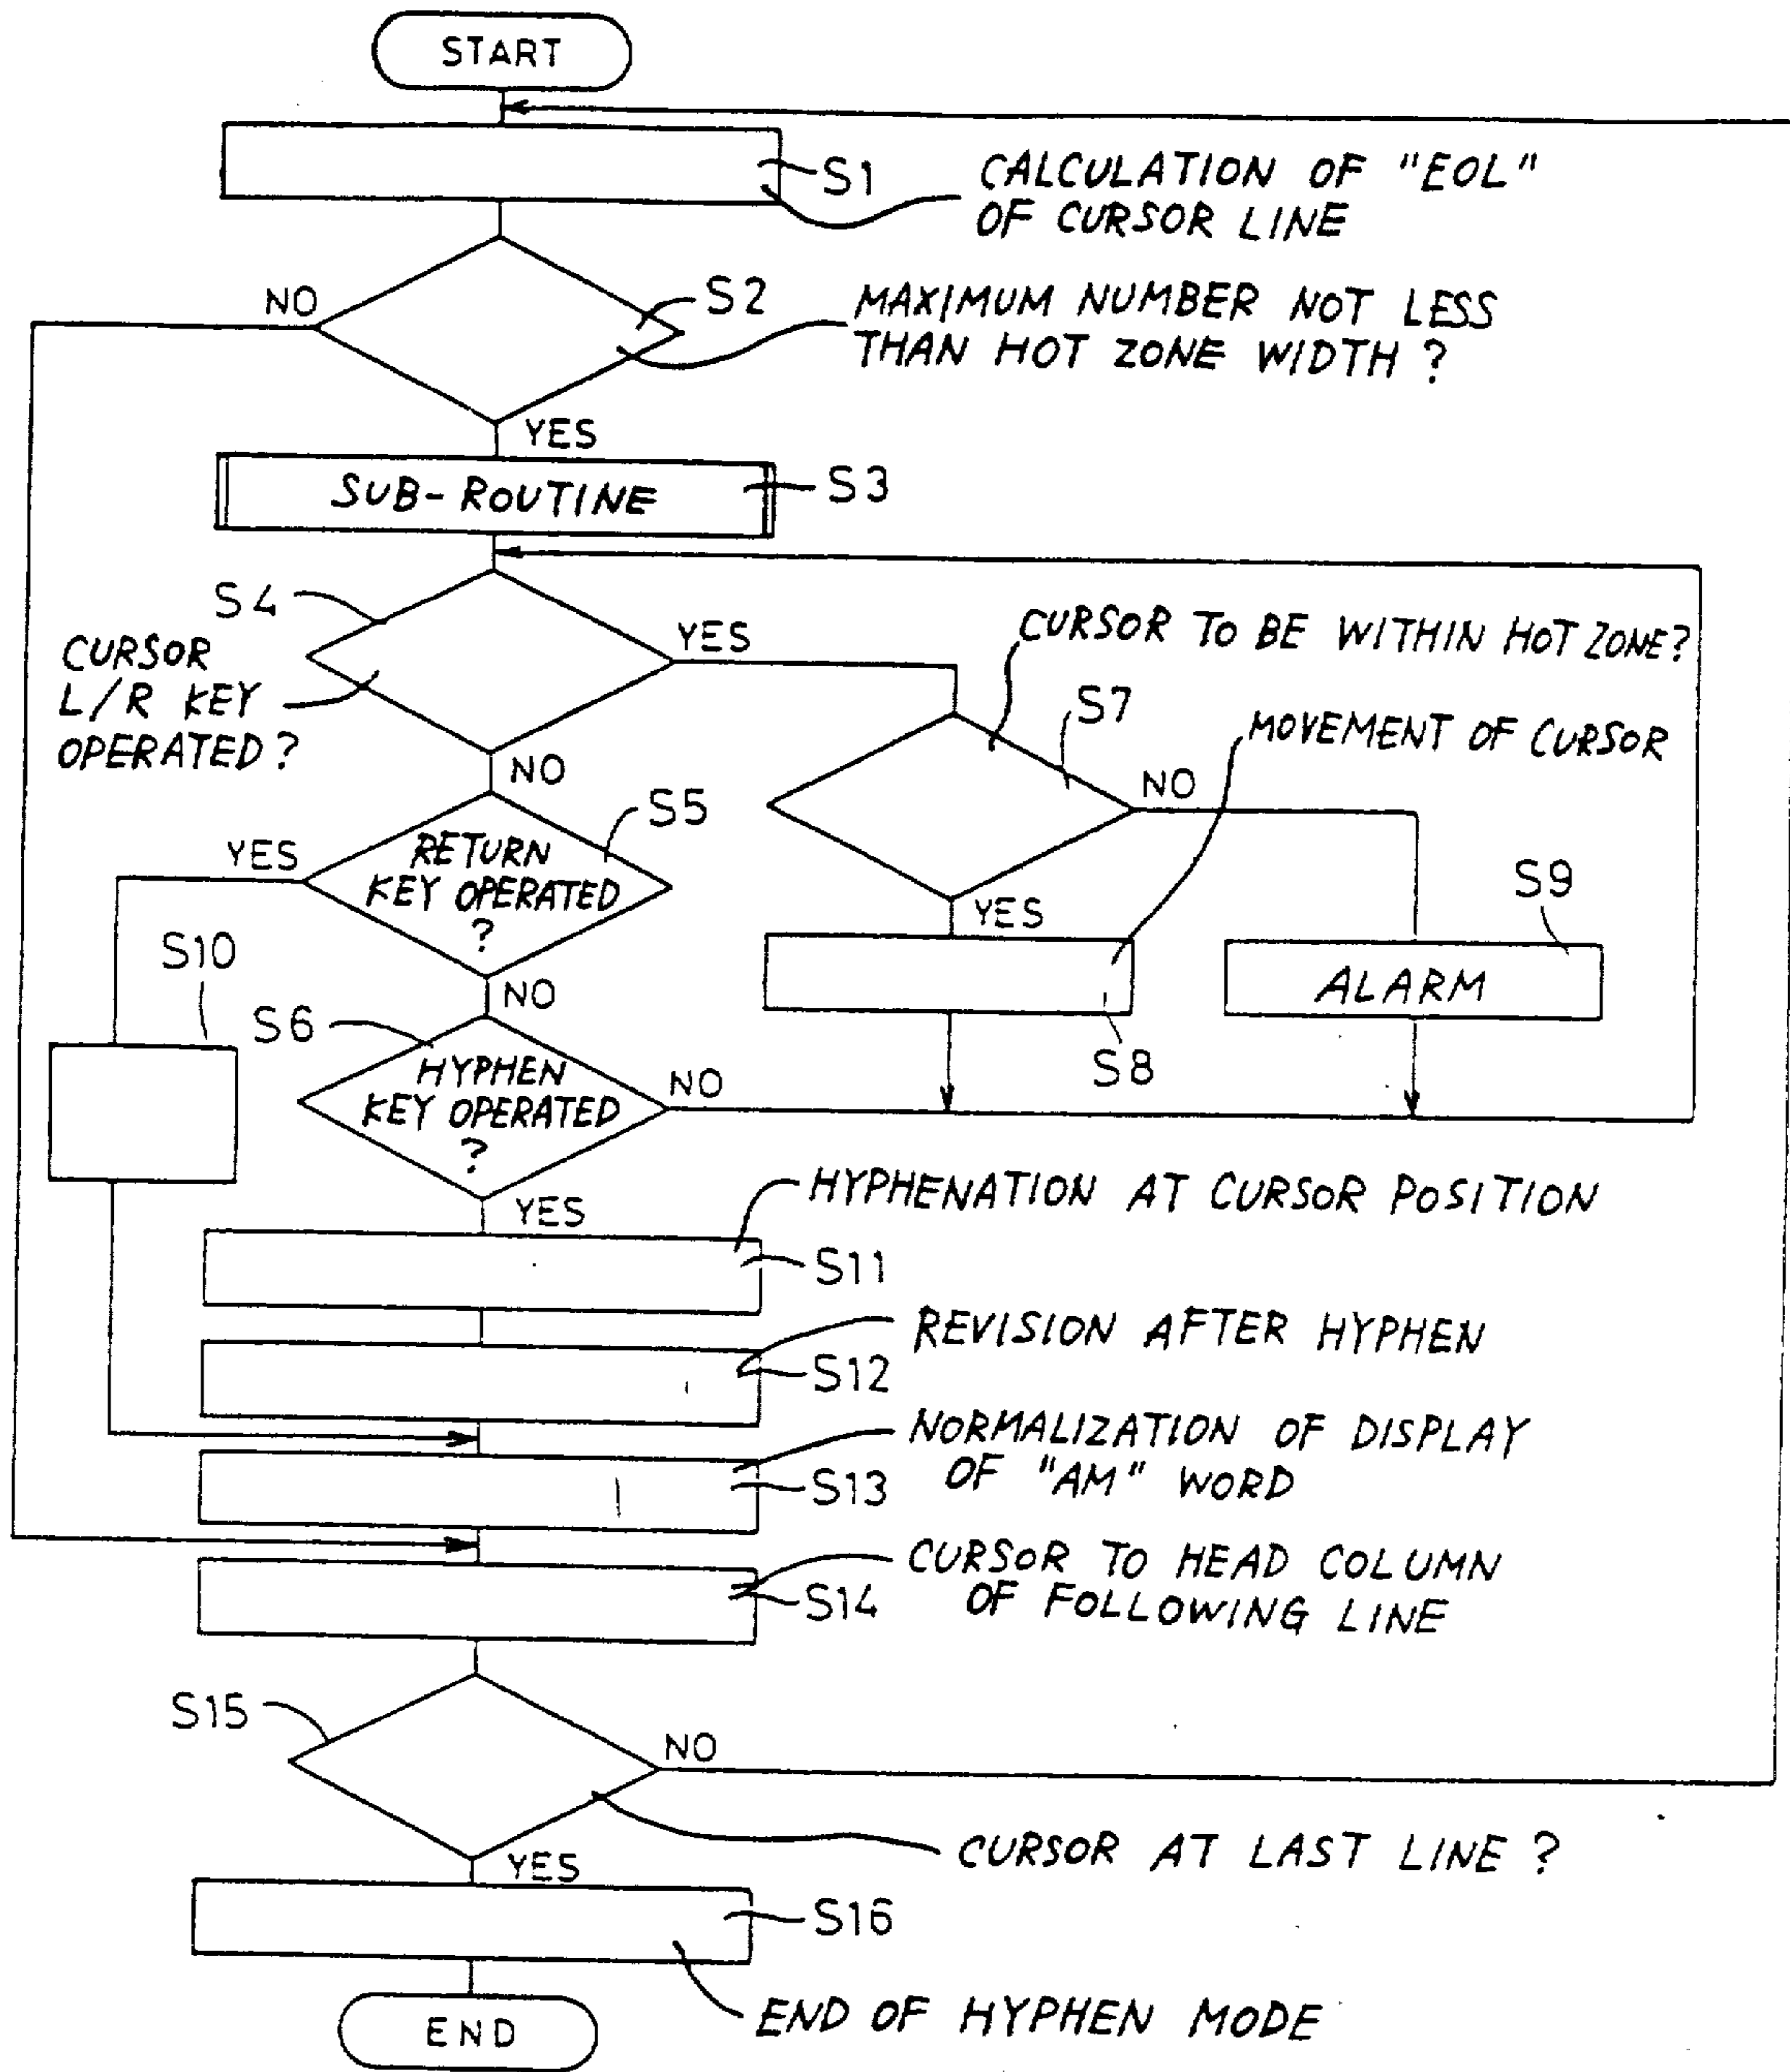 START
S1
CALCULATION OF "EOL"
OF CURSOR LINE
NO
S2
MAXIMUM NUMBER NOT LESS
THAN HOT ZONE WIDTH ?
YES
SUB-ROUTINE
S3
S4
CURSOR
L/R KEY
OPERATED ?
YES
NO
CURSOR TO BE WITHIN HOT ZONE?
S7
MOVEMENT OF CURSOR
NO
YES
S5
RETURN
KEY OPERATED
?
YES
NO
S8
S9
ALARM
S10
S6
HYPHEN
KEY OPERATED
?
NO
YES
HYPHENATION AT CURSOR POSITION
S11
REVISION AFTER HYPHEN
S12
NORMALIZATION OF DISPLAY
OF "AM" WORD
S13
CURSOR TO HEAD COLUMN
OF FOLLOWING LINE
S14
S15
NO
CURSOR AT LAST LINE ?
YES
S16
END OF HYPHEN MODE
END